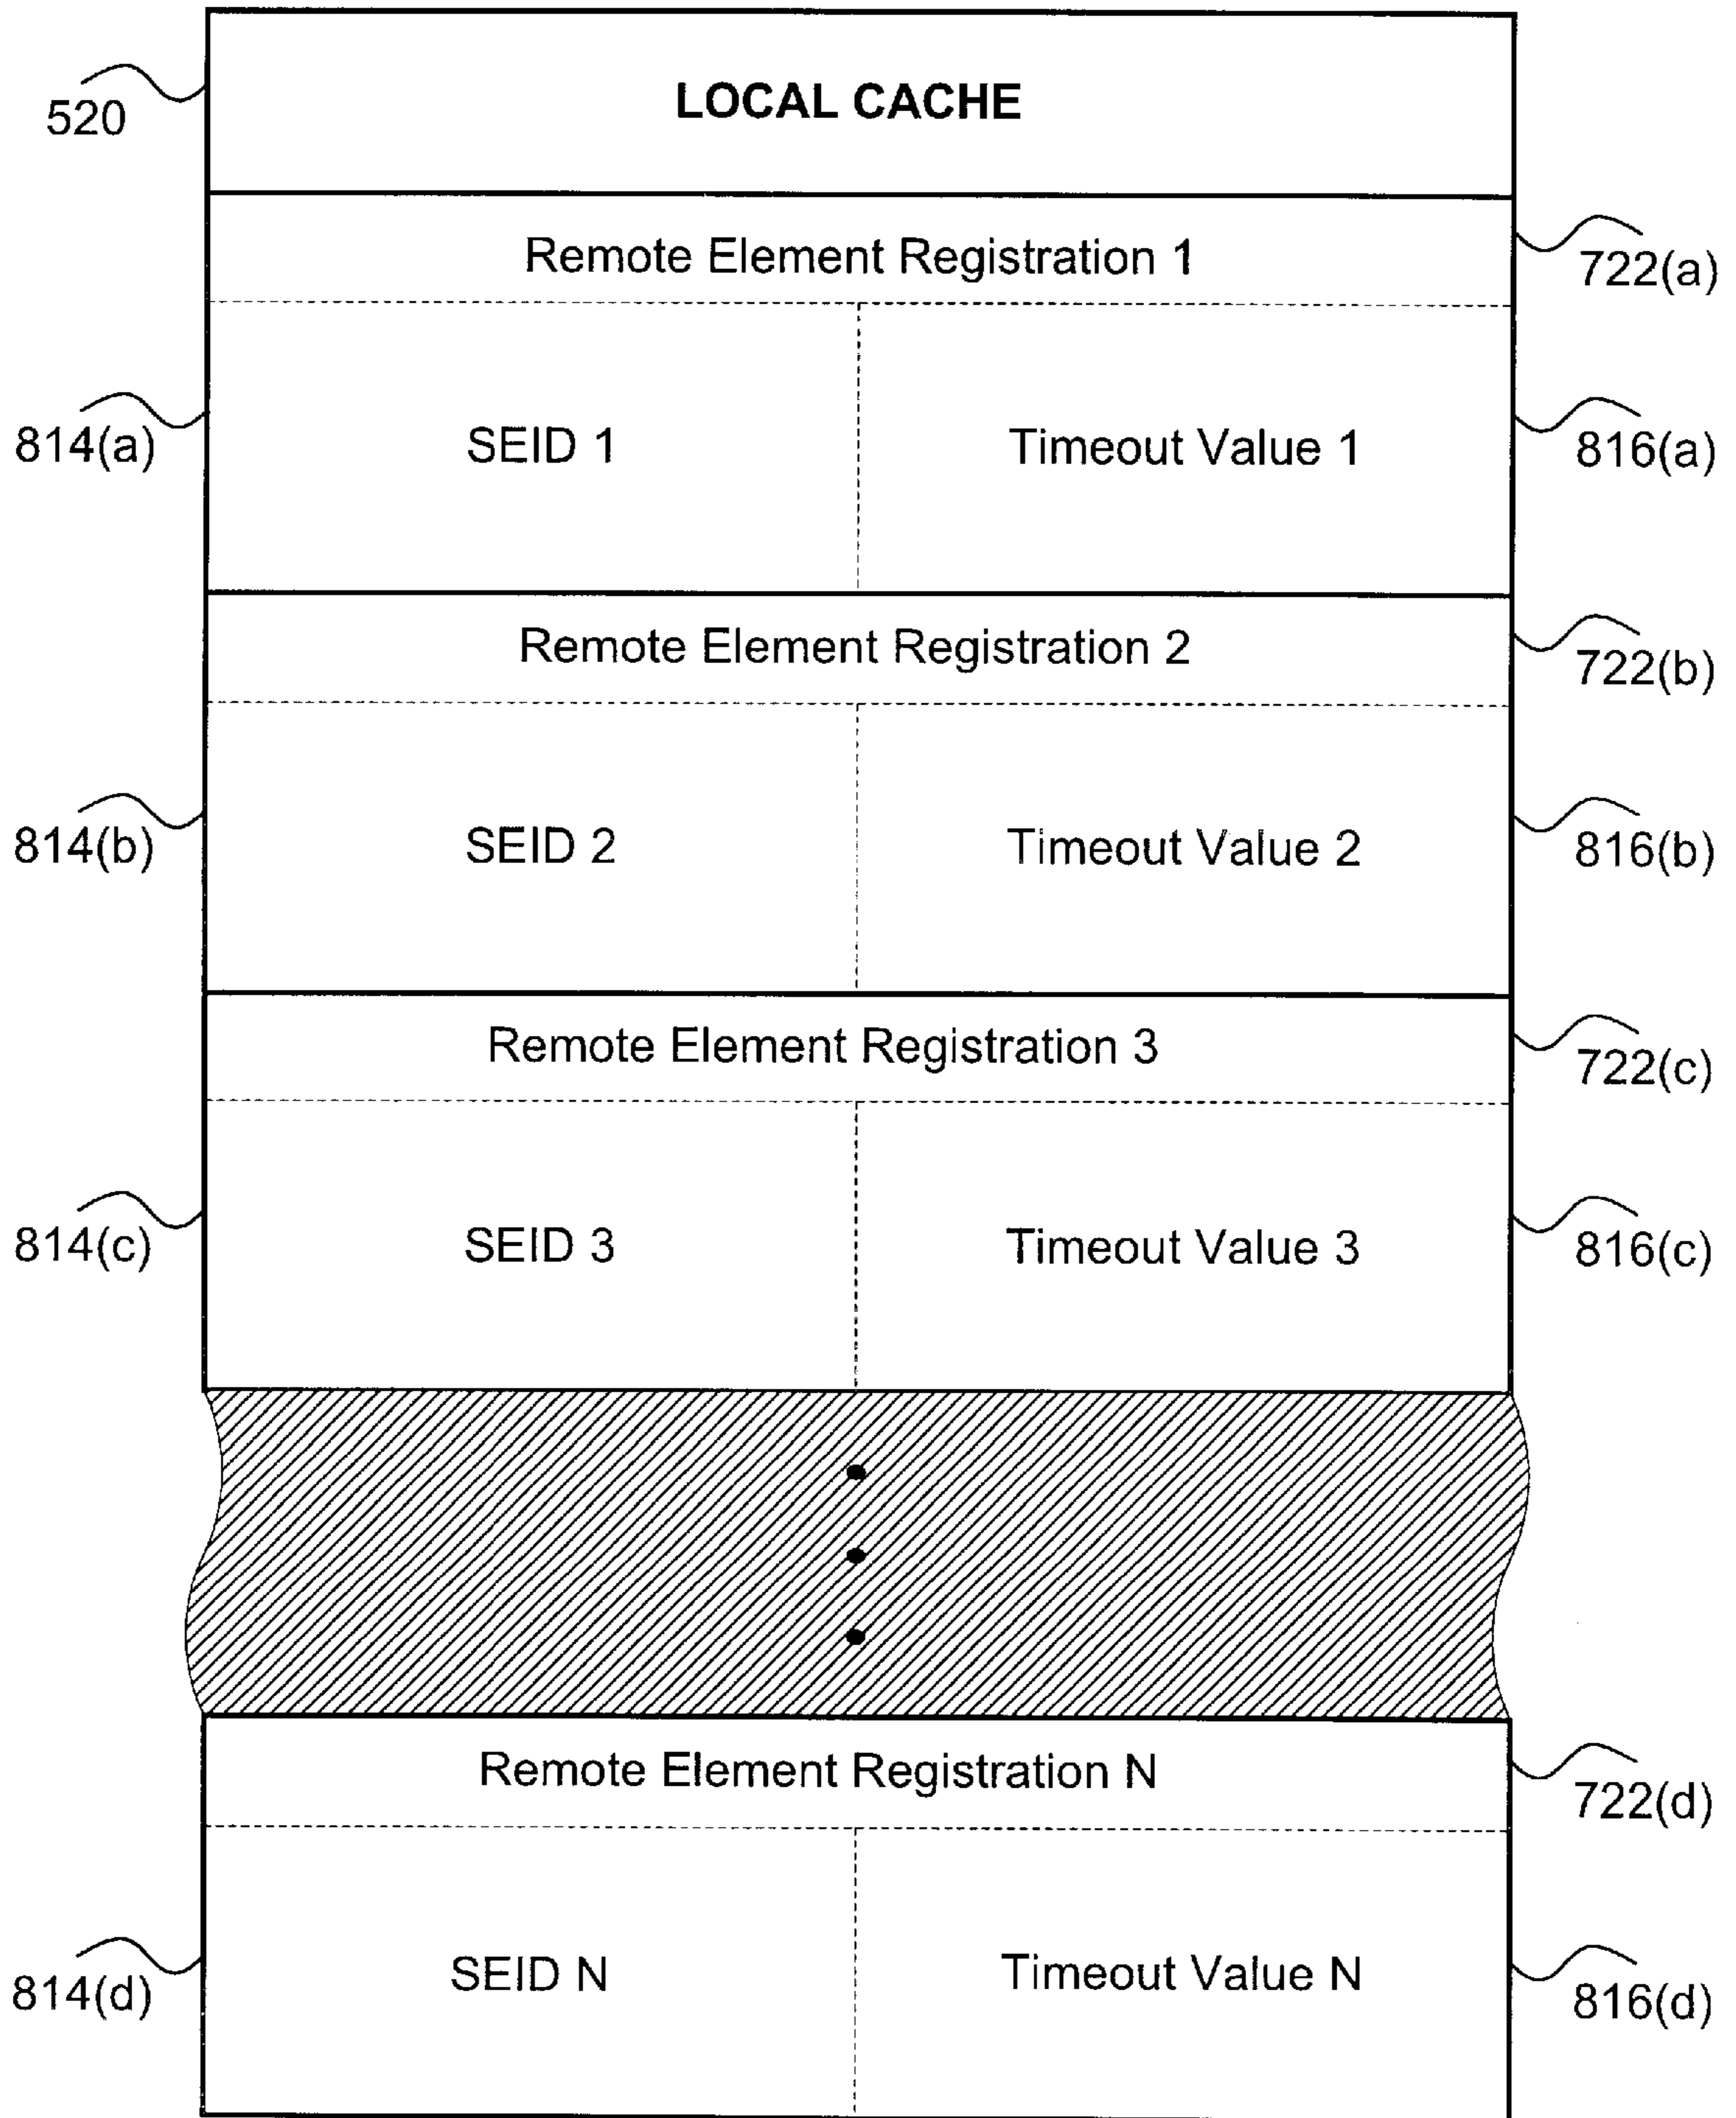 LOCAL CACHE
520
Remote Element Registration 1
722(a)
814(a)
SEID 1
Timeout Value 1
816(a)
Remote Element Registration 2
722(b)
814(b)
SEID 2
Timeout Value 2
816(b)
Remote Element Registration 3
722(c)
814(c)
SEID 3
Timeout Value 3
816(c)
Remote Element Registration N
722(d)
814(d)
SEID N
Timeout Value N
816(d)